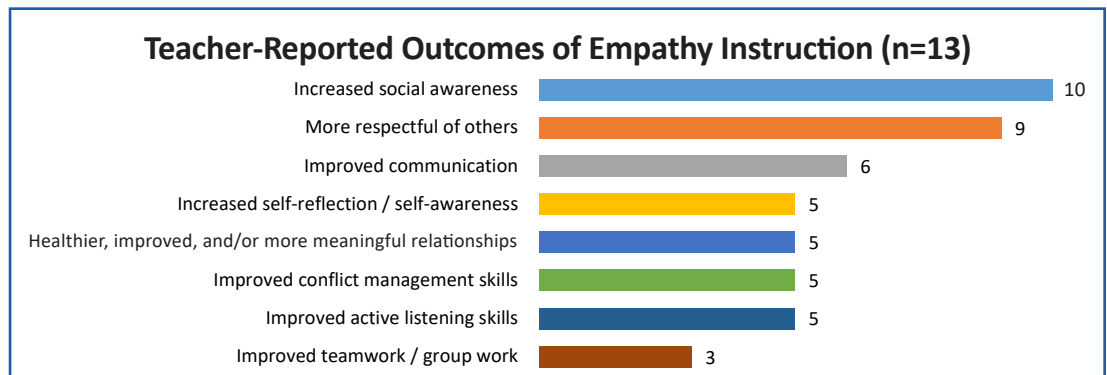 Teacher-Reported Outcomes of Empathy Instruction (n=13)
Increased social awareness 10
More respectful of others 9
Improved communication 6
Increased self-reflection / self-awareness 5
Healthier, improved, and/or more meaningful relationships 5
Improved conflict management skills 5
Improved active listening skills 5
Improved teamwork / group work 3